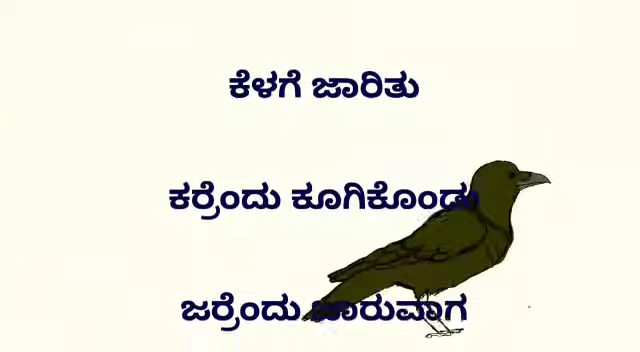 ಕೆಳಗೆ ಜಾರಿತು
ಕರ್ರೆಂದು ಕೂಗಿಕೊಂಡು
ಜರ್ರೆಂದು ಜಾರುವಾಗ